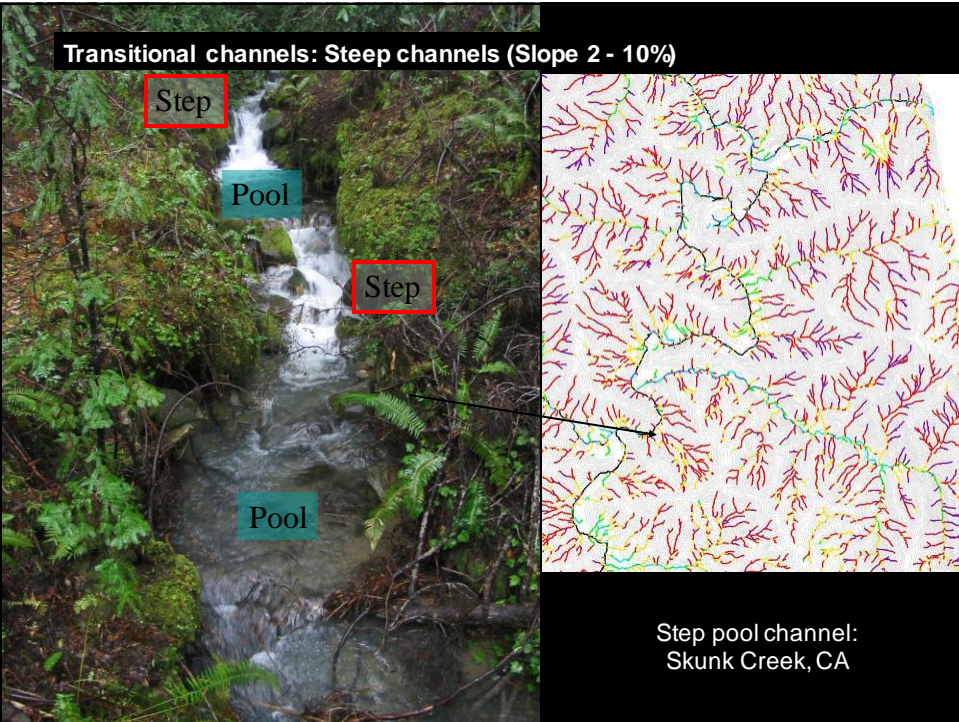 Transitional channels: Steep channels (Slope 2 - 10%)
Step
Pool
Step
Pool
Step pool channel:
Skunk Creek, CA